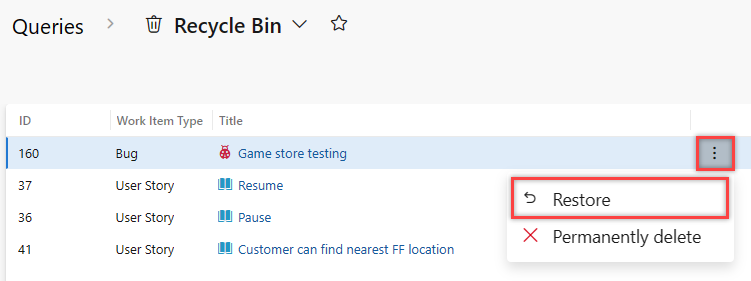 Queries > Recycle Bin
ID Work Item Type Title
160 Bug Game store testing
37 User Story Resume
Restore
36 User Story Pause
Permanently delete
41 User Story Customer can find nearest FF location